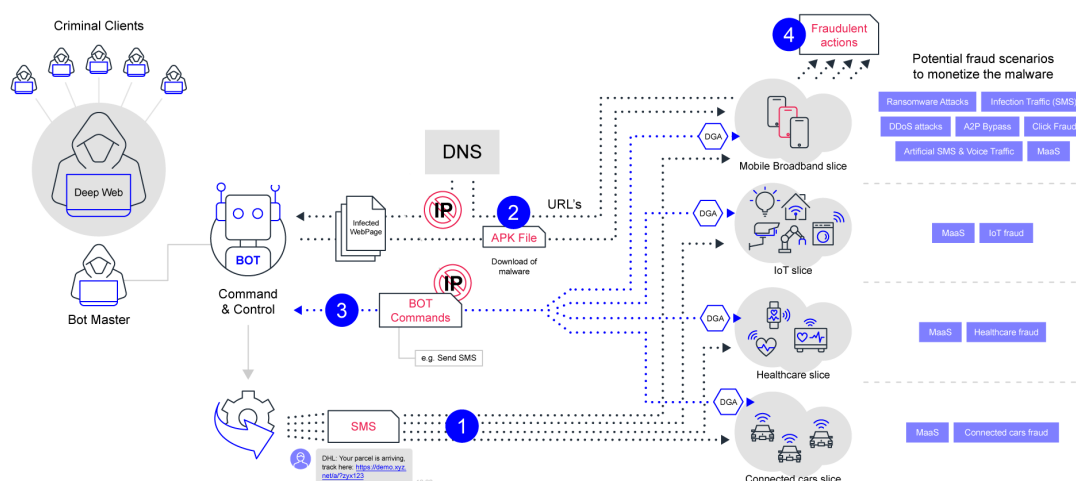 Criminal Clients
Deep Web
Bot Master
BOT
Command
& Control
DNS
IP
Infected
WebPage
2
URL's
APK File
Download of
malware
IP
3
BOT
Commands
e.g. Send SMS
SMS
1
DHL: Your parcel is arriving,
track here: https://demo.xyz.
net/a/?zyx123
4
Fraudulent
actions
DGA
Mobile Broadband slice
DGA
IoT slice
DGA
Healthcare slice
DGA
Connected cars slice
Potential fraud scenarios
to monetize the malware
Ransomware Attacks
Infection Traffic (SMS)
DDoS attacks
A2P Bypass
Click Fraud
Artificial SMS & Voice Traffic
MaaS
MaaS
IoT fraud
MaaS
Healthcare fraud
MaaS
Connected cars fraud